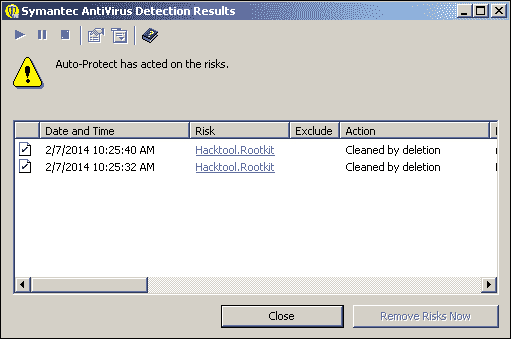 Symantec AntiVirus Detection Results
Auto-Protect has acted on the risks.
Date and Time Risk Exclude Action
2/7/2014 10:25:40 AM Hacktool.Rootkit Cleaned by deletion
2/7/2014 10:25:32 AM Hacktool.Rootkit Cleaned by deletion
Close Remove Risks Now